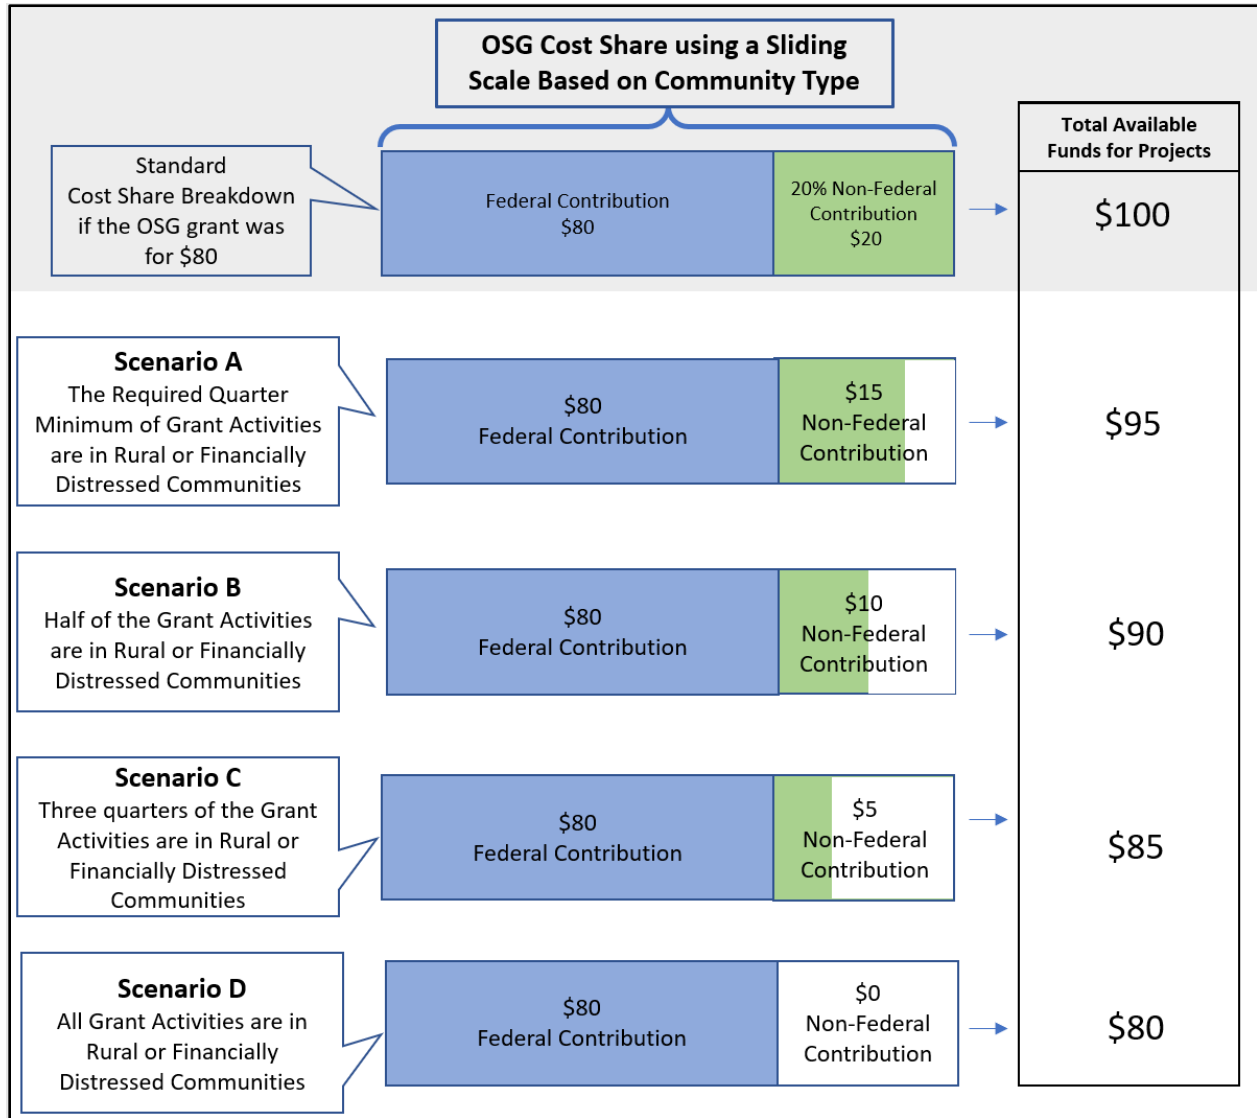 OSG Cost Share using a Sliding
Scale Based on Community Type
Total Available
Funds for Projects
Standard
Cost Share Breakdown
if the OSG grant was
for $80
Federal Contribution
$80
20% Non-Federal
Contribution
$20
$100
Scenario A
The Required Quarter
Minimum of Grant Activities
are in Rural or Financially
Distressed Communities
$80
Federal Contribution
$15
Non-Federal
Contribution
$95
Scenario B
Half of the Grant Activities
are in Rural or Financially
Distressed Communities
$80
Federal Contribution
$10
Non-Federal
Contribution
$90
Scenario C
Three quarters of the Grant
Activities are in Rural or
Financially Distressed
Communities
$80
Federal Contribution
$5
Non-Federal
Contribution
$85
Scenario D
All Grant Activities are in
Rural or Financially
Distressed Communities
$80
Federal Contribution
$0
Non-Federal
Contribution
$80